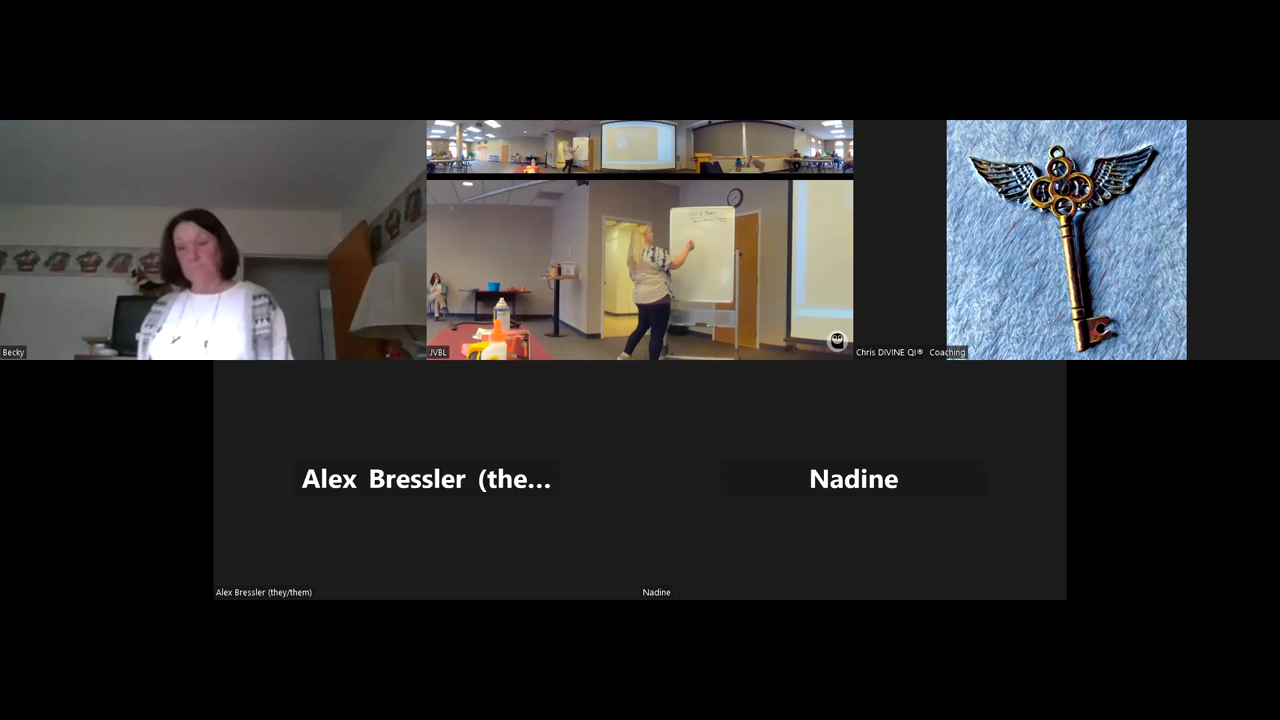 Becky
JVBL
Chris DIVINE QI® Coaching
Alex Bressler (the...
Nadine
Alex Bressler (they/them)
Nadine